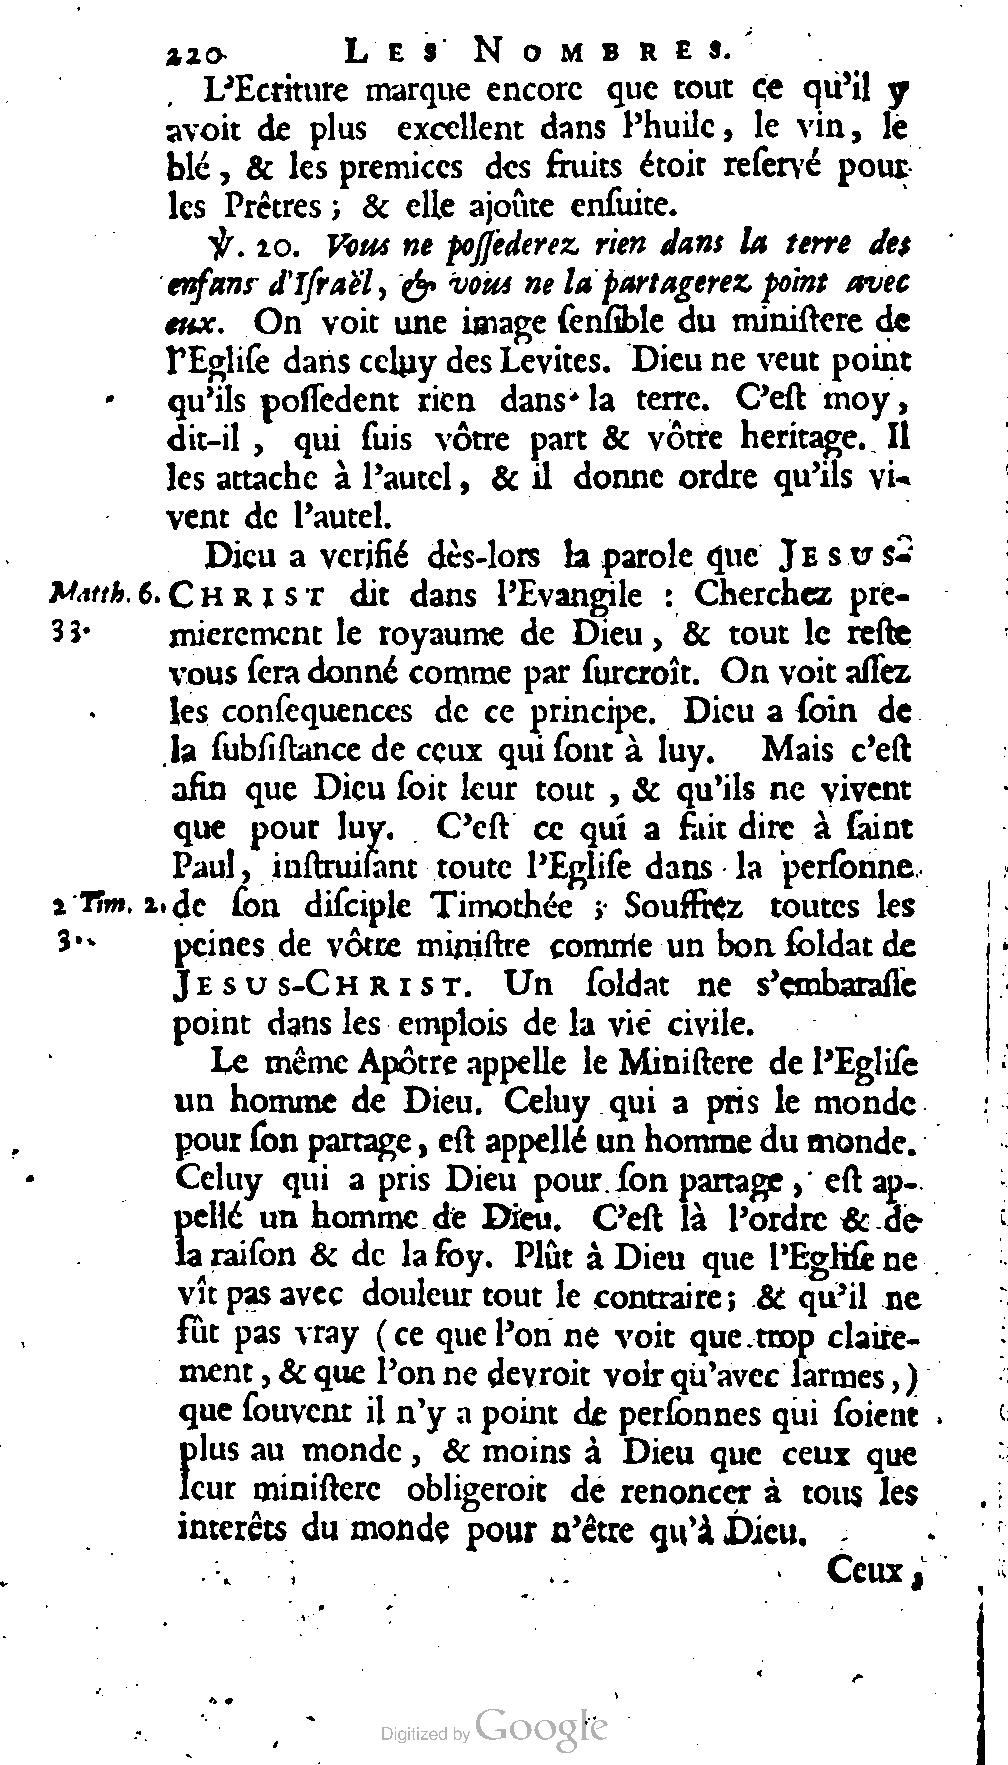 220 LES NOMBRES.
L'Ecriture marque encore que tout ce qu'il y
avoit de plus excellent dans l'huile, le vin, le
blé, & les premices des fruits étoit reservé pour
les Prêtres; & elle ajoûte ensuite.
℣. 20. Vous ne possederez rien dans la terre des
enfans d'Israël, & vous ne la partagerez point avec
eux. On voit une image sensible du ministere de
l'Eglise dans celuy des Levites. Dieu ne veut point
qu'ils possedent rien dans la terre. C'est moy,
dit-il, qui suis vôtre part & vôtre heritage. Il
les attache à l'autel, & il donne ordre qu'ils vi-
vent de l'autel.
Dieu a verifié dès-lors la parole que JESUS-
Matth. 6. CHRIST dit dans l'Evangile : Cherchez pre-
33. mierement le royaume de Dieu, & tout le reste
vous sera donné comme par surcroît. On voit assez
les consequences de ce principe. Dieu a soin de
la subsistance de ceux qui sont à luy. Mais c'est
afin que Dieu soit leur tout, & qu'ils ne vivent
que pour luy. C'est ce qui a fait dire à saint
Paul, instruisant toute l'Eglise dans la personne
2 Tim. 2. de son disciple Timothée ; Souffrez toutes les
3. peines de vôtre ministre comme un bon soldat de
JESUS-CHRIST. Un soldat ne s'embarasse
point dans les emplois de la vie civile.
Le même Apôtre appelle le Ministere de l'Eglise
un homme de Dieu. Celuy qui a pris le monde
pour son partage, est appellé un homme du monde.
Celuy qui a pris Dieu pour son partage, est ap-
pellé un homme de Dieu. C'est là l'ordre & de
la raison & de la foy. Plût à Dieu que l'Eglise ne
vît pas avec douleur tout le contraire; & qu'il ne
fût pas vray (ce que l'on ne voit que trop claire-
ment, & que l'on ne devroit voir qu'avec larmes,)
que souvent il n'y a point de personnes qui soient
plus au monde, & moins à Dieu que ceux que
leur ministere obligeroit de renoncer à tous les
interêts du monde pour n'être qu'à Dieu.
Ceux,
Digitized by Google